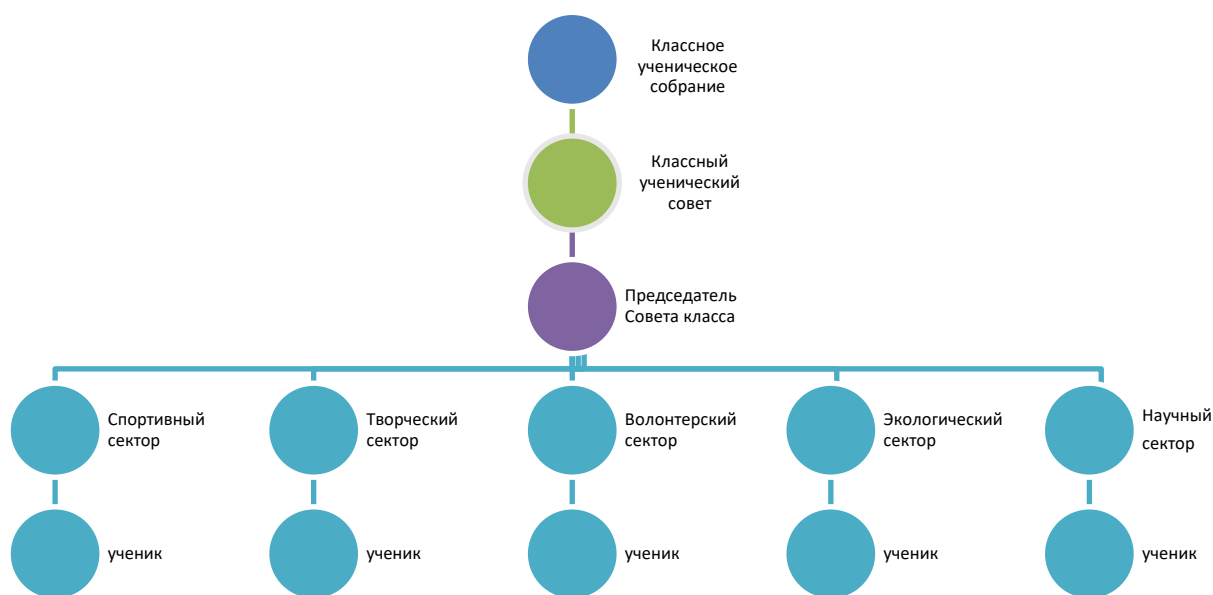 Классное
ученическое
собрание
Классный
ученический
совет
Председатель
Совета класса
Спортивный
сектор
Творческий
сектор
Волонтерский
сектор
Экологический
сектор
Научный
сектор
ученик
ученик
ученик
ученик
ученик